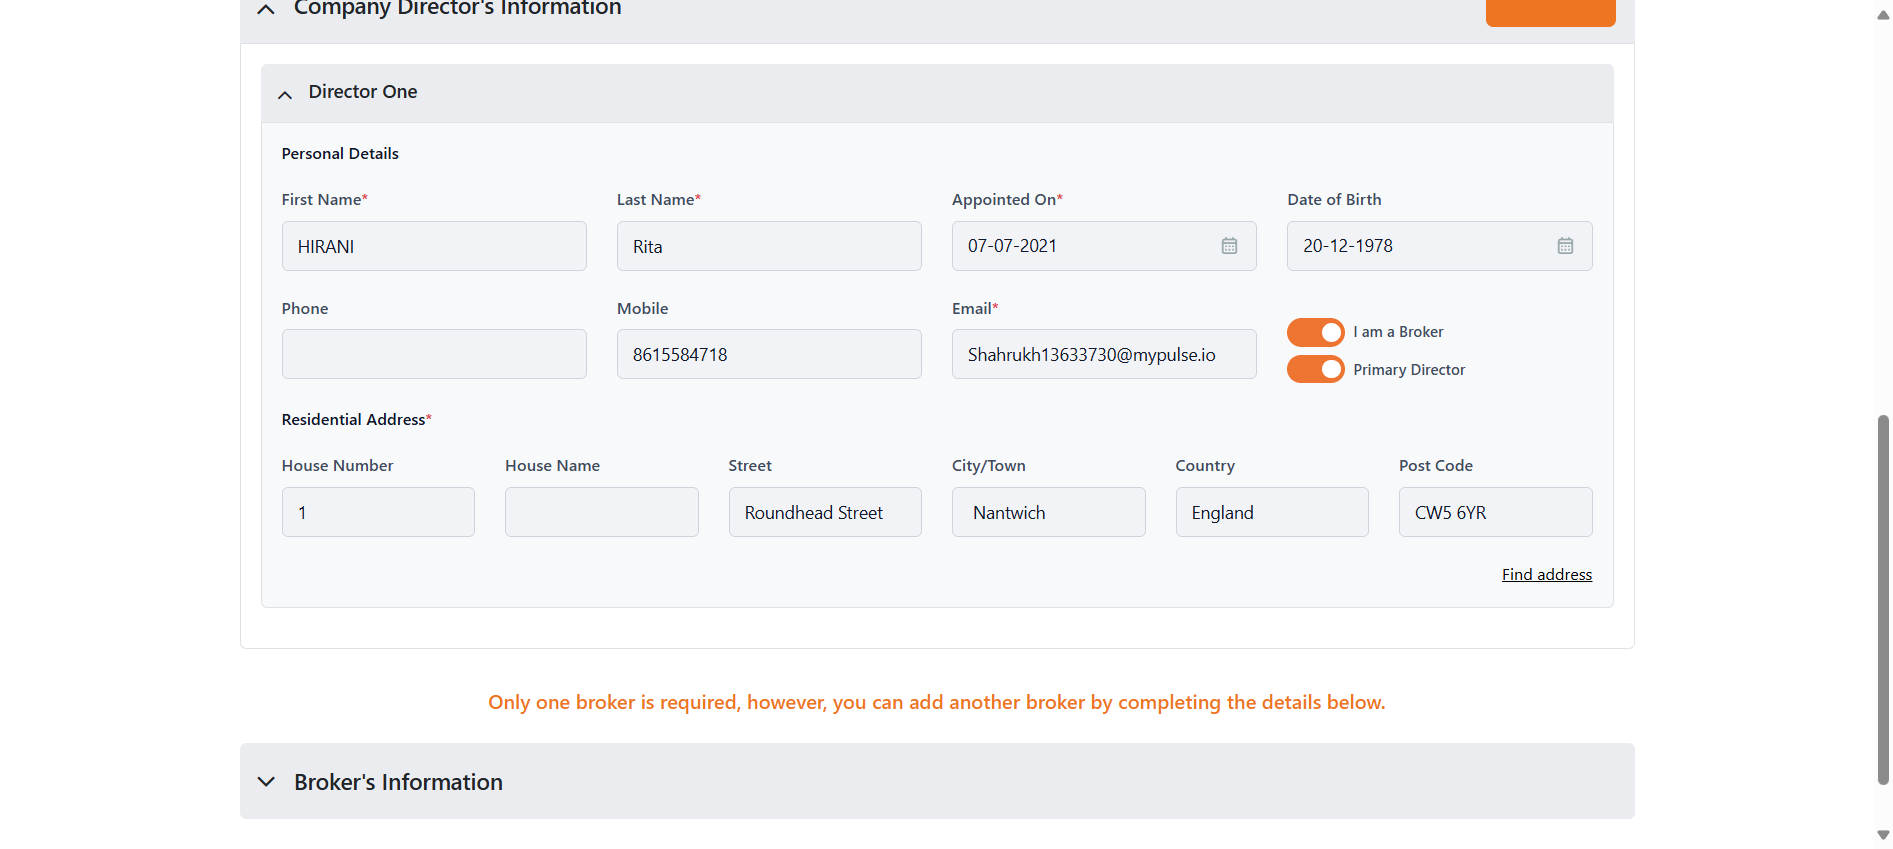 Company Director's Information
Director One
Personal Details
First Name* Last Name* Appointed On* Date of Birth
HIRANI Rita 07-07-2021 20-12-1978
Phone Mobile Email*
I am a Broker
8615584718 Shahrukh13633730@mypulse.io
Primary Director
Residential Address*
House Number House Name Street City/Town Country Post Code
1 Roundhead Street Nantwich England CW5 6YR
Find address
Only one broker is required, however, you can add another broker by completing the details below.
Broker's Information